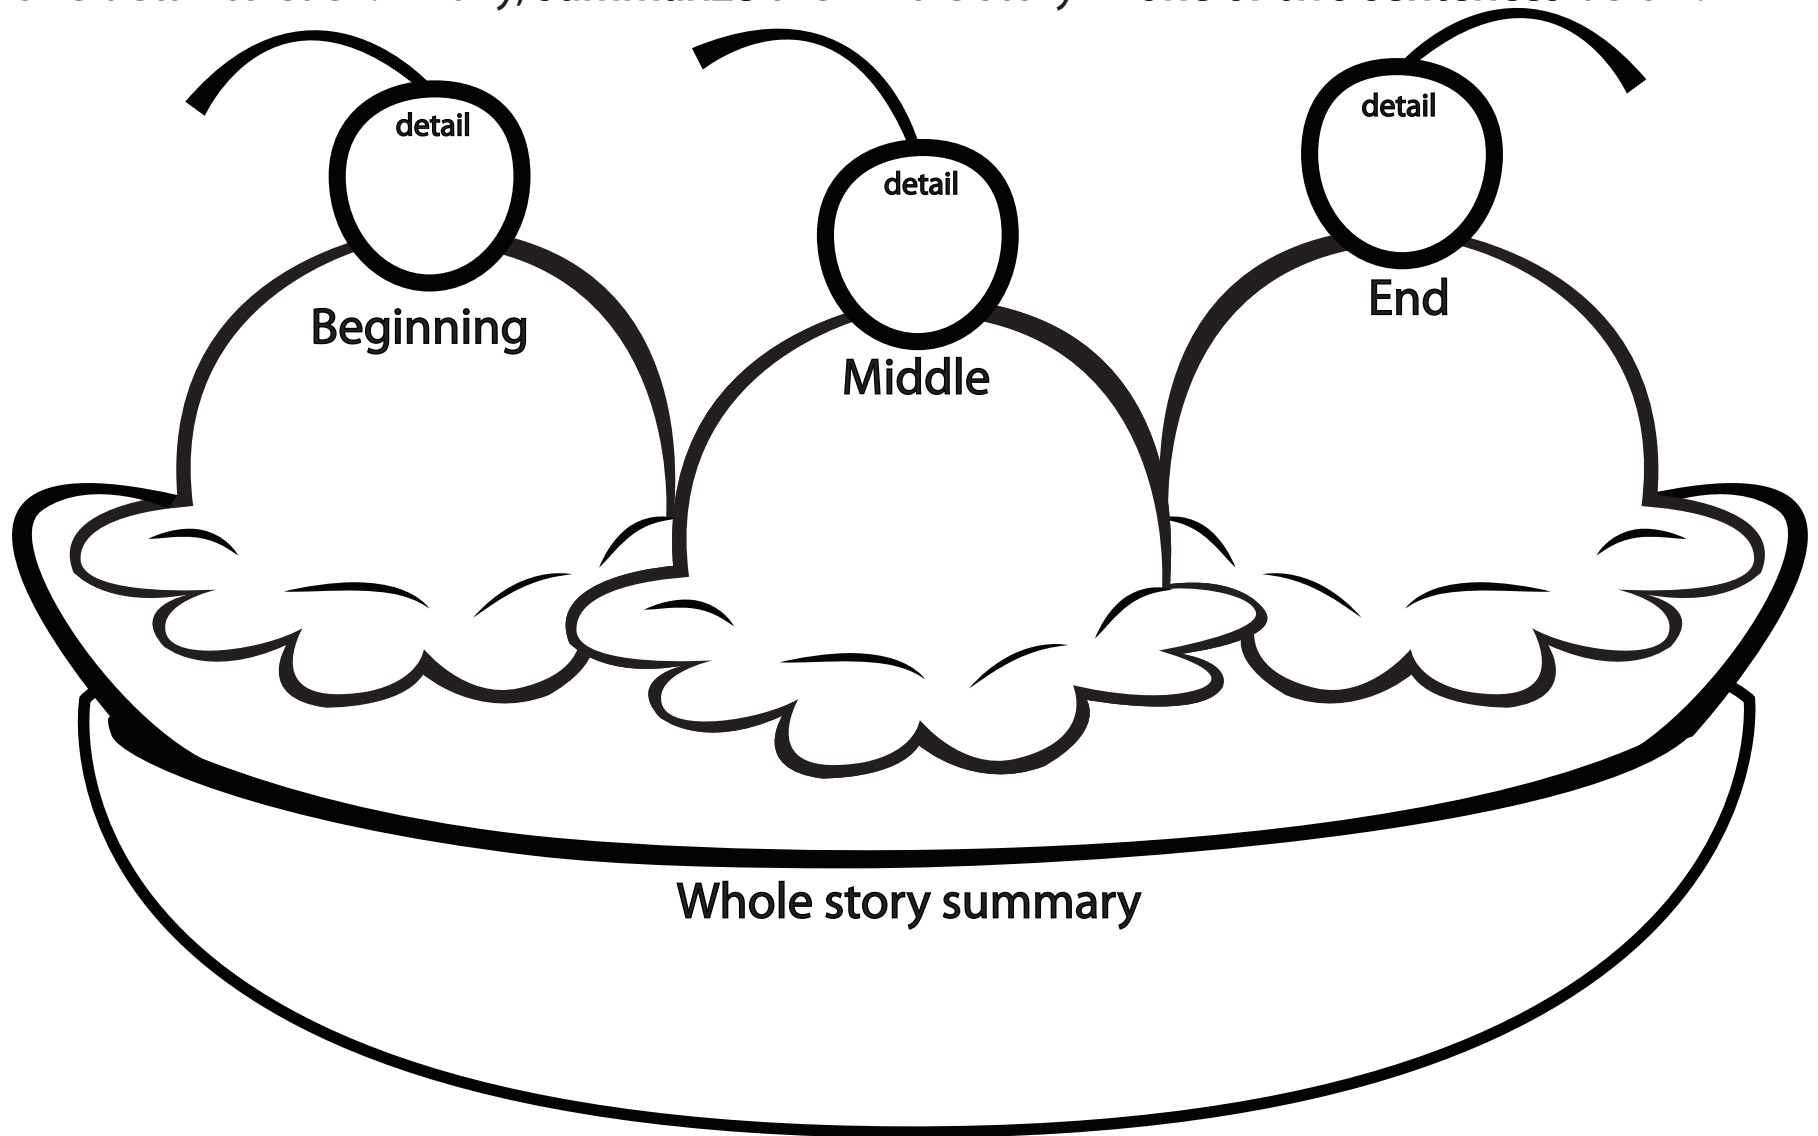 detail
detail
detail
Beginning
Middle
End
Whole story summary